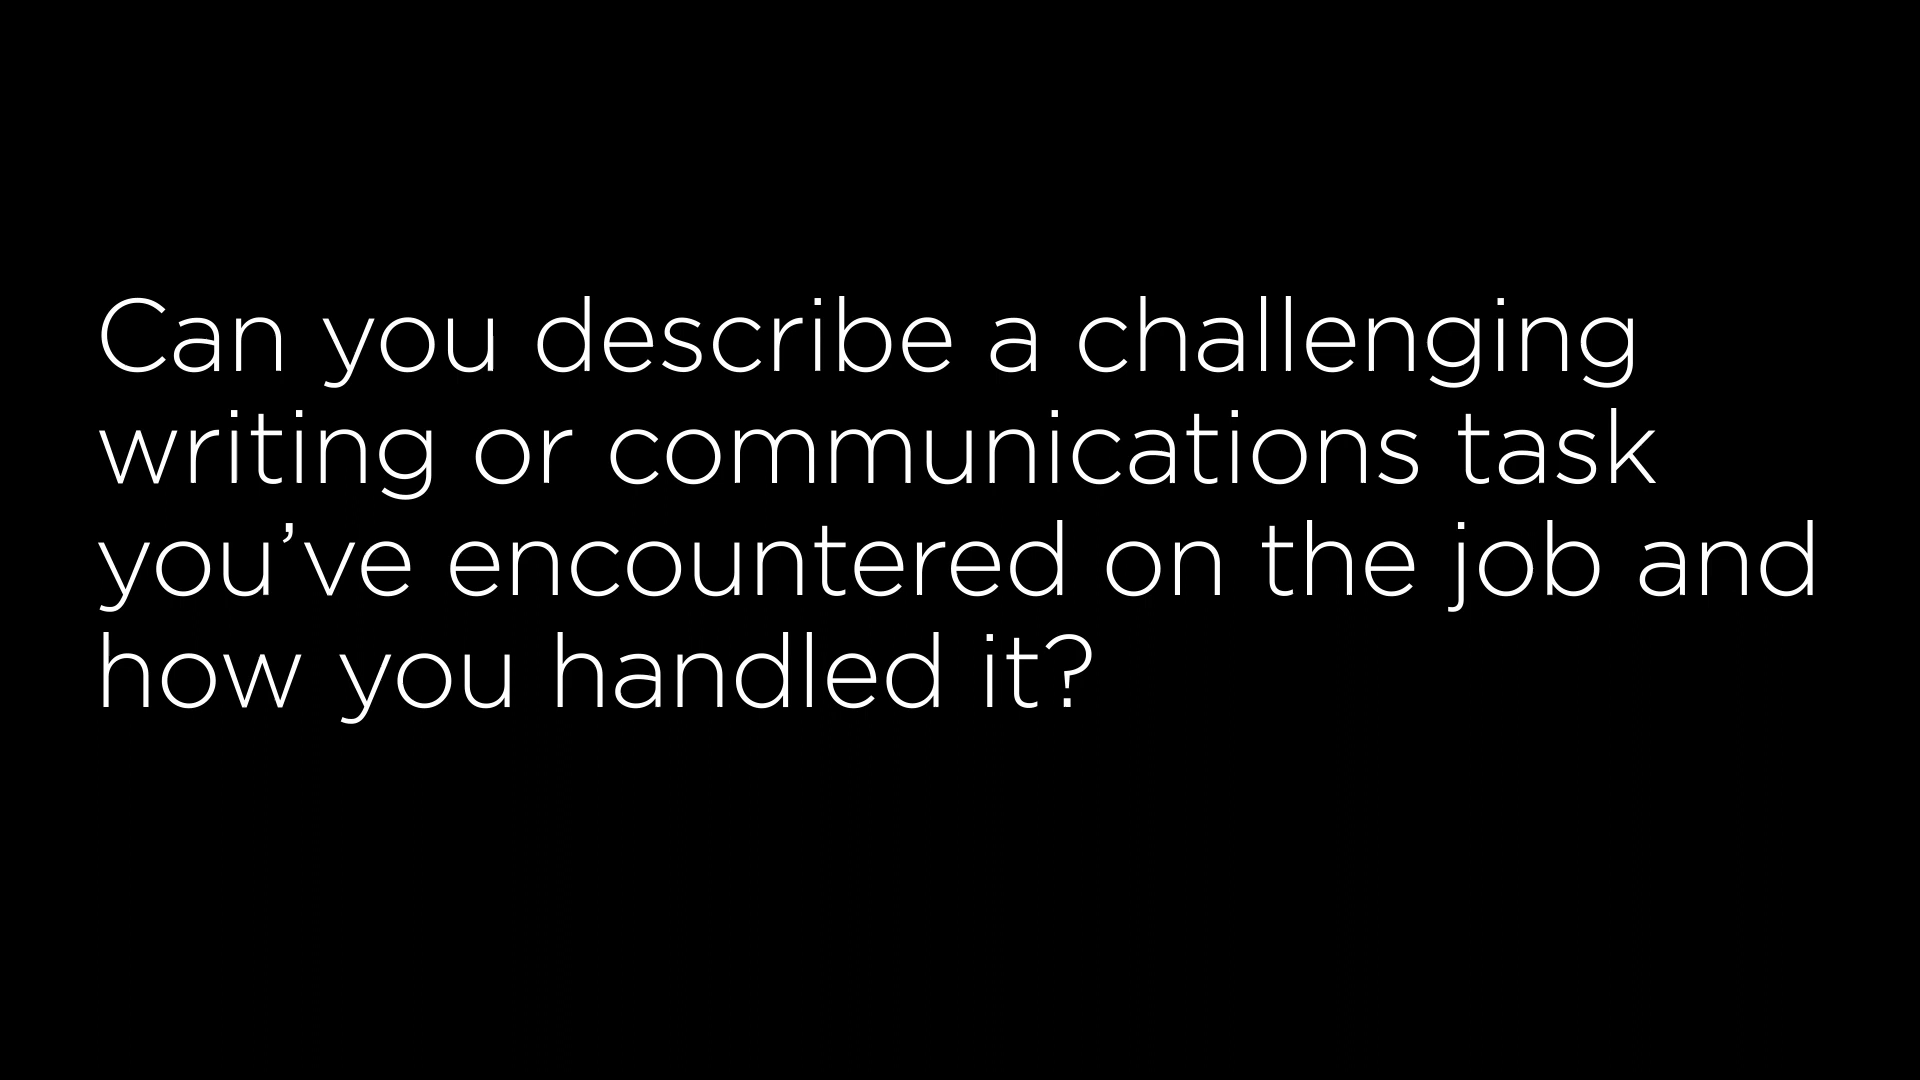 Can you describe a challenging
writing or communications task
you’ve encountered on the job and
how you handled it?